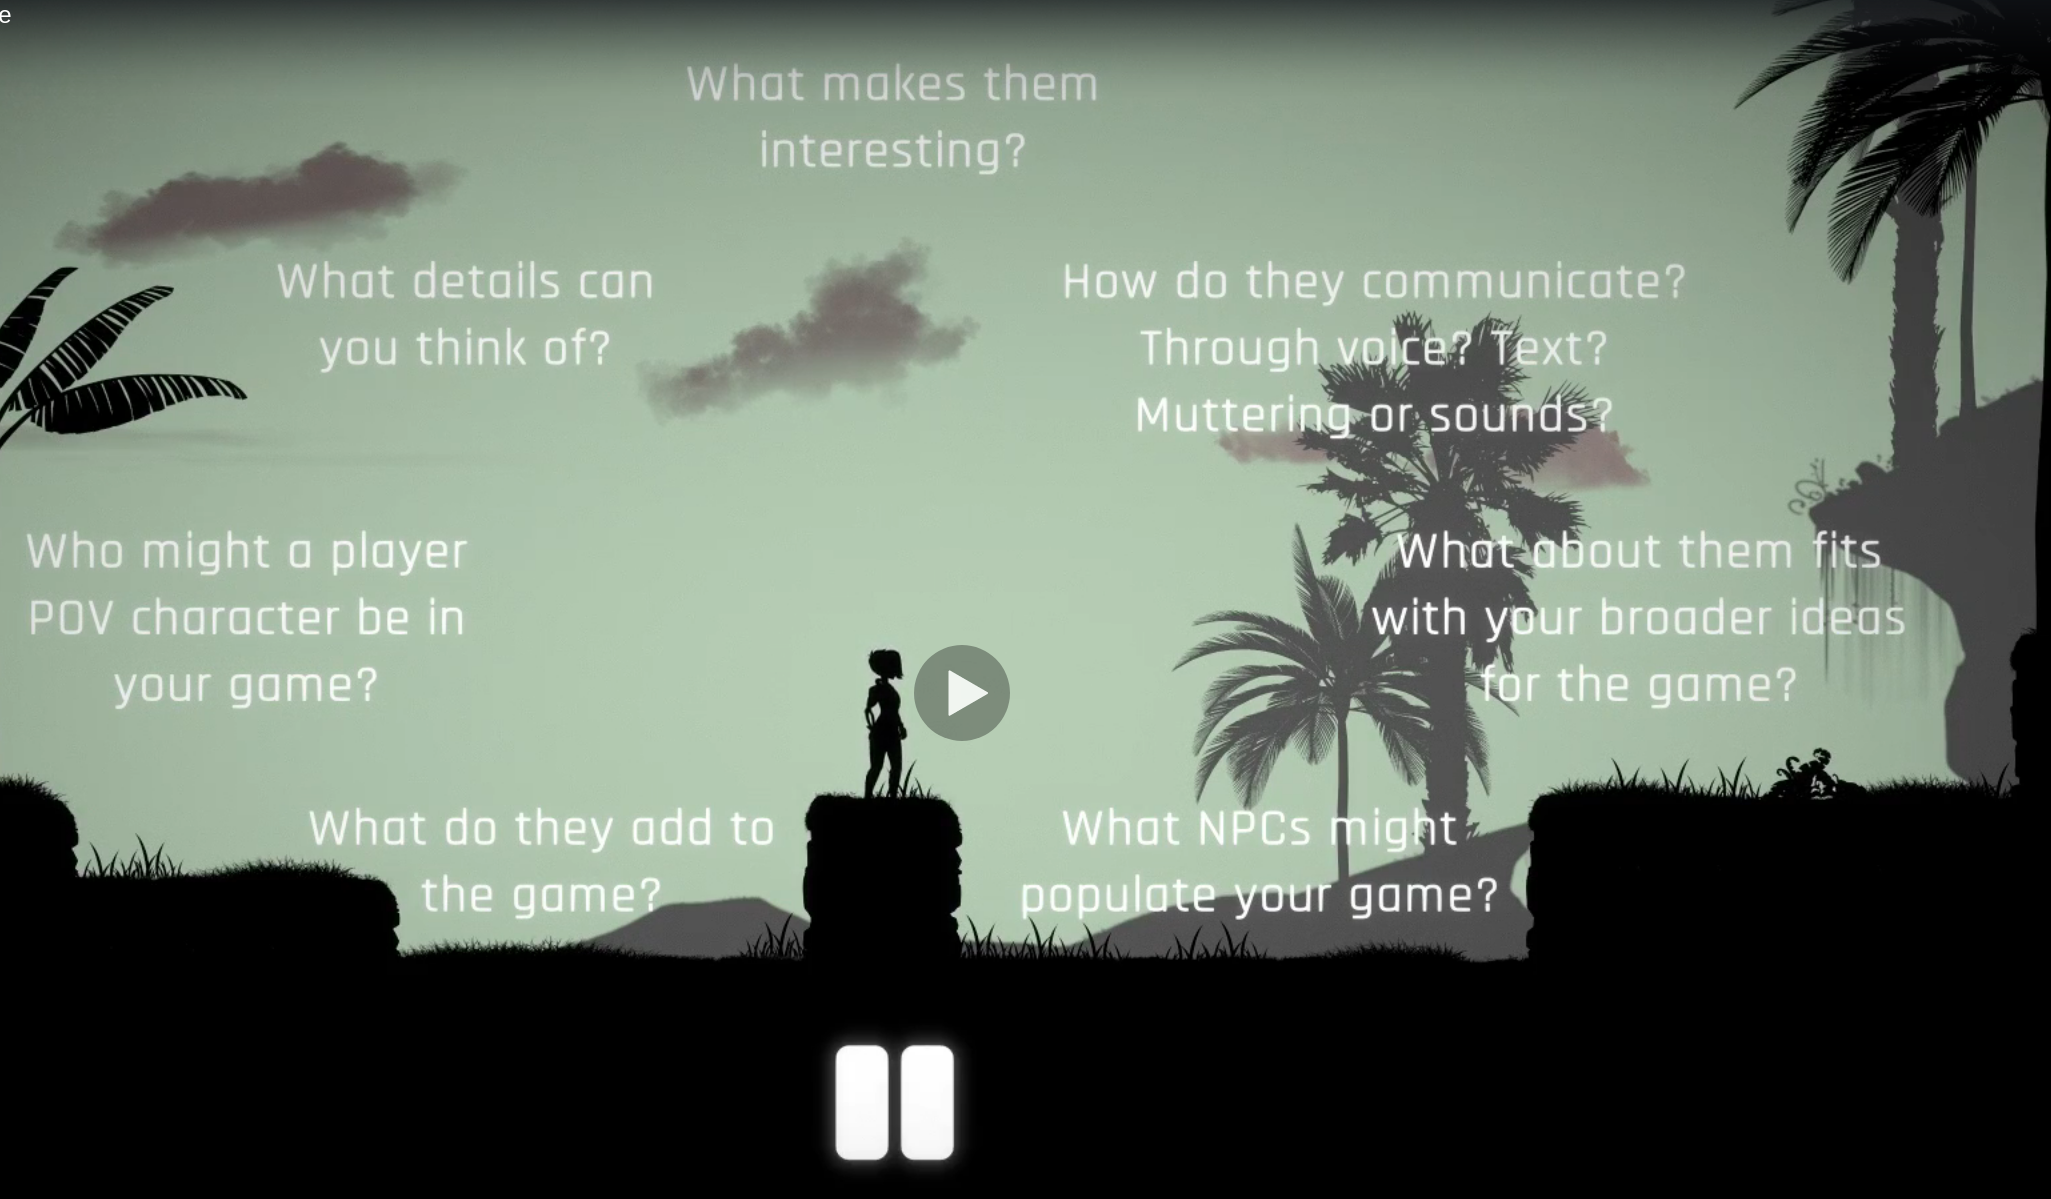 e
What makes them
interesting?
What details can
you think of?
How do they communicate?
Through voice? Text?
Muttering or sounds?
Who might a player
POV character be in
your game?
What about them fits
with your broader ideas
for the game?
What do they add to
the game?
What NPCs might
populate your game?